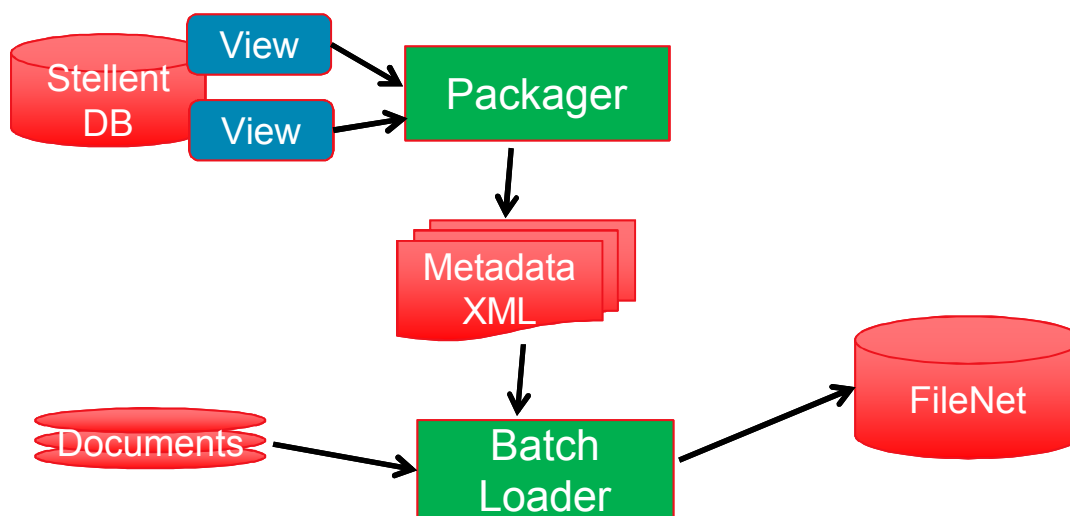 View
Stellent
DB
View
Packager
Metadata
XML
FileNet
Documents
Batch
Loader